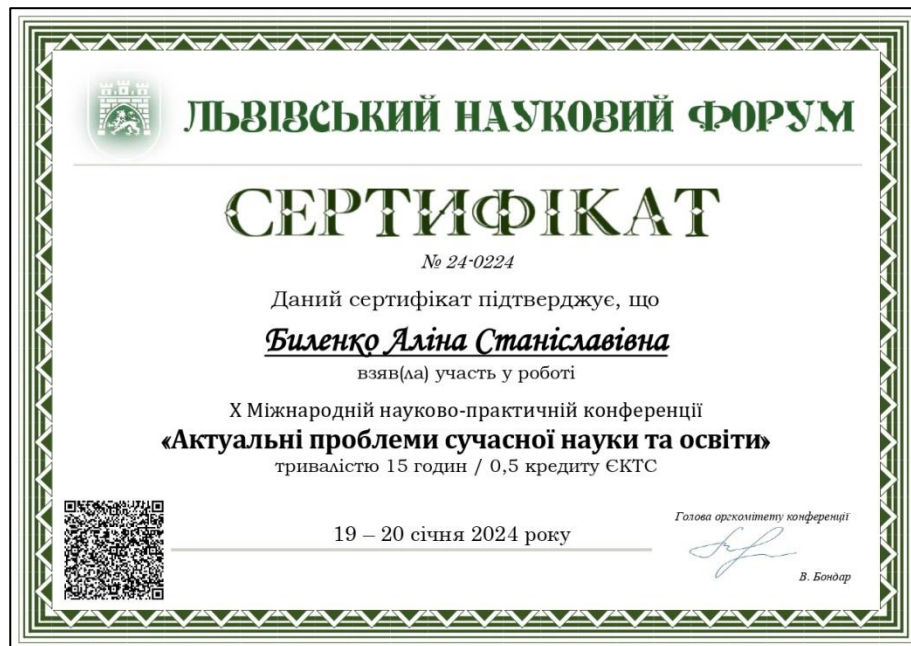 ЛЬВІВСЬКИЙ НАУКОВИЙ ФОРУМ
СЕРТИФІКАТ
№ 24-0224
Даний сертифікат підтверджує, що
Биленко Аліна Станіславівна
взяв(ла) участь у роботі
X Міжнародній науково-практичній конференції
«Актуальні проблеми сучасної науки та освіти»
тривалістю 15 годин / 0,5 кредиту ЄКТС
19 – 20 січня 2024 року
Голова оргкомітету конференції
В. Бондар